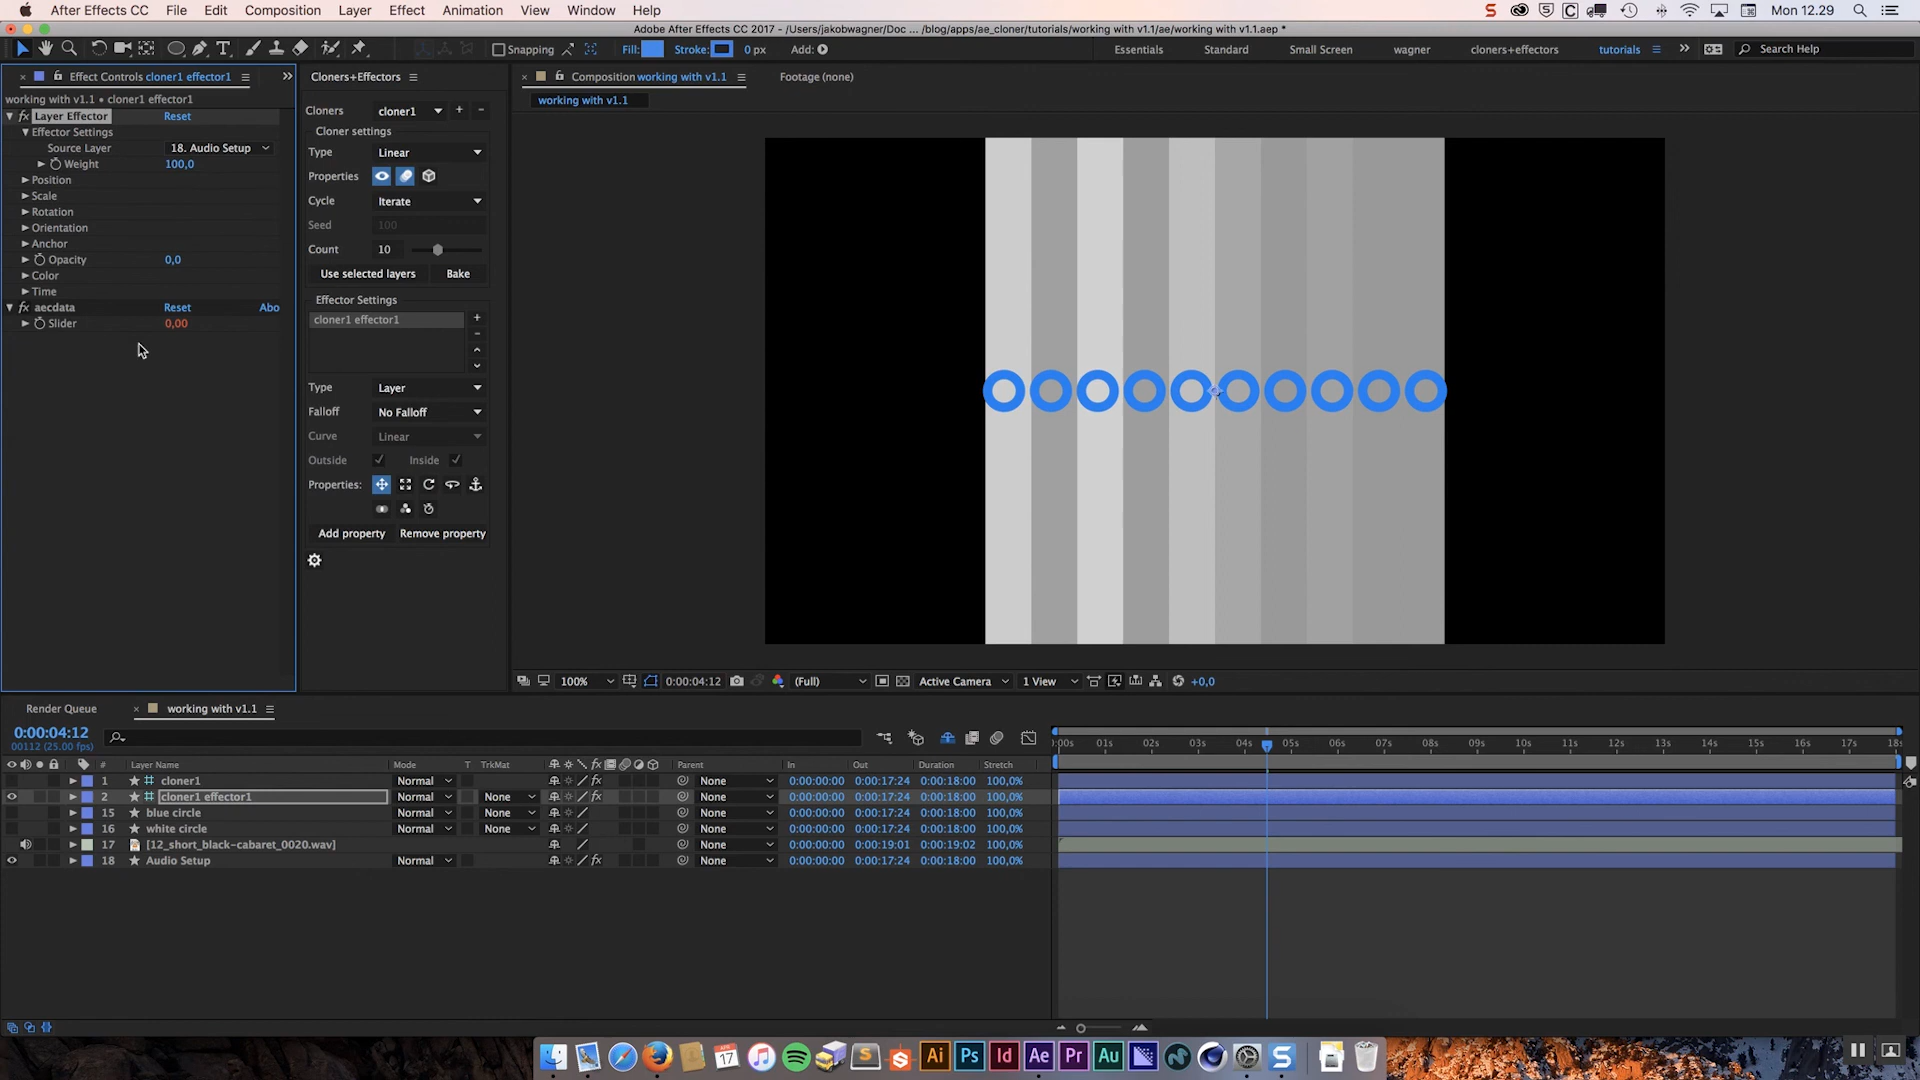 After Effects CC File Edit Composition Layer Effect Animation View Window Help Mon 12.29
Adobe After Effects CC 2017 - /Users/jakobwagner/Doc ... /blog/apps/ae_cloner/tutorials/working with v1.1/ae/working with v1.1.aep *
Snapping Fill: Stroke: 0 px Add: Essentials Standard Small Screen wagner cloners+effectors tutorials Search Help
Effect Controls cloner1 effector1
working with v1.1 • cloner1 effector1
Layer Effector Reset
Effector Settings
Source Layer 18. Audio Setup
Weight 100,0
Position
Scale
Rotation
Orientation
Anchor
Opacity 0,0
Color
Time
aecdata Reset Abo
Slider 0,00
Cloners+Effectors
Cloners cloner1 + -
Cloner settings
Type Linear
Properties
Cycle Iterate
Seed 100
Count 10
Use selected layers Bake
Effector Settings
cloner1 effector1
Type Layer
Falloff No Falloff
Curve Linear
Outside Inside
Properties:
Add property Remove property
Composition working with v1.1 Footage (none)
working with v1.1
100% 0:00:04:12 (Full) Active Camera 1 View +0,0
Render Queue working with v1.1
0:00:04:12
00112 (25.00 fps)
:00s 01s 02s 03s 04s 05s 06s 07s 08s 09s 10s 11s 12s 13s 14s 15s 16s 17s 18s
# Layer Name Mode T TrkMat Parent In Out Duration Stretch
1 cloner1 Normal None 0:00:00:00 0:00:17:24 0:00:18:00 100,0%
2 cloner1 effector1 Normal None None 0:00:00:00 0:00:17:24 0:00:18:00 100,0%
15 blue circle Normal None None 0:00:00:00 0:00:17:24 0:00:18:00 100,0%
16 white circle Normal None None 0:00:00:00 0:00:17:24 0:00:18:00 100,0%
17 [12_short_black-cabaret_0020.wav] None 0:00:00:00 0:00:19:01 0:00:19:02 100,0%
18 Audio Setup Normal None 0:00:00:00 0:00:17:24 0:00:18:00 100,0%
17 S Ai Ps Id Ae Pr Au S